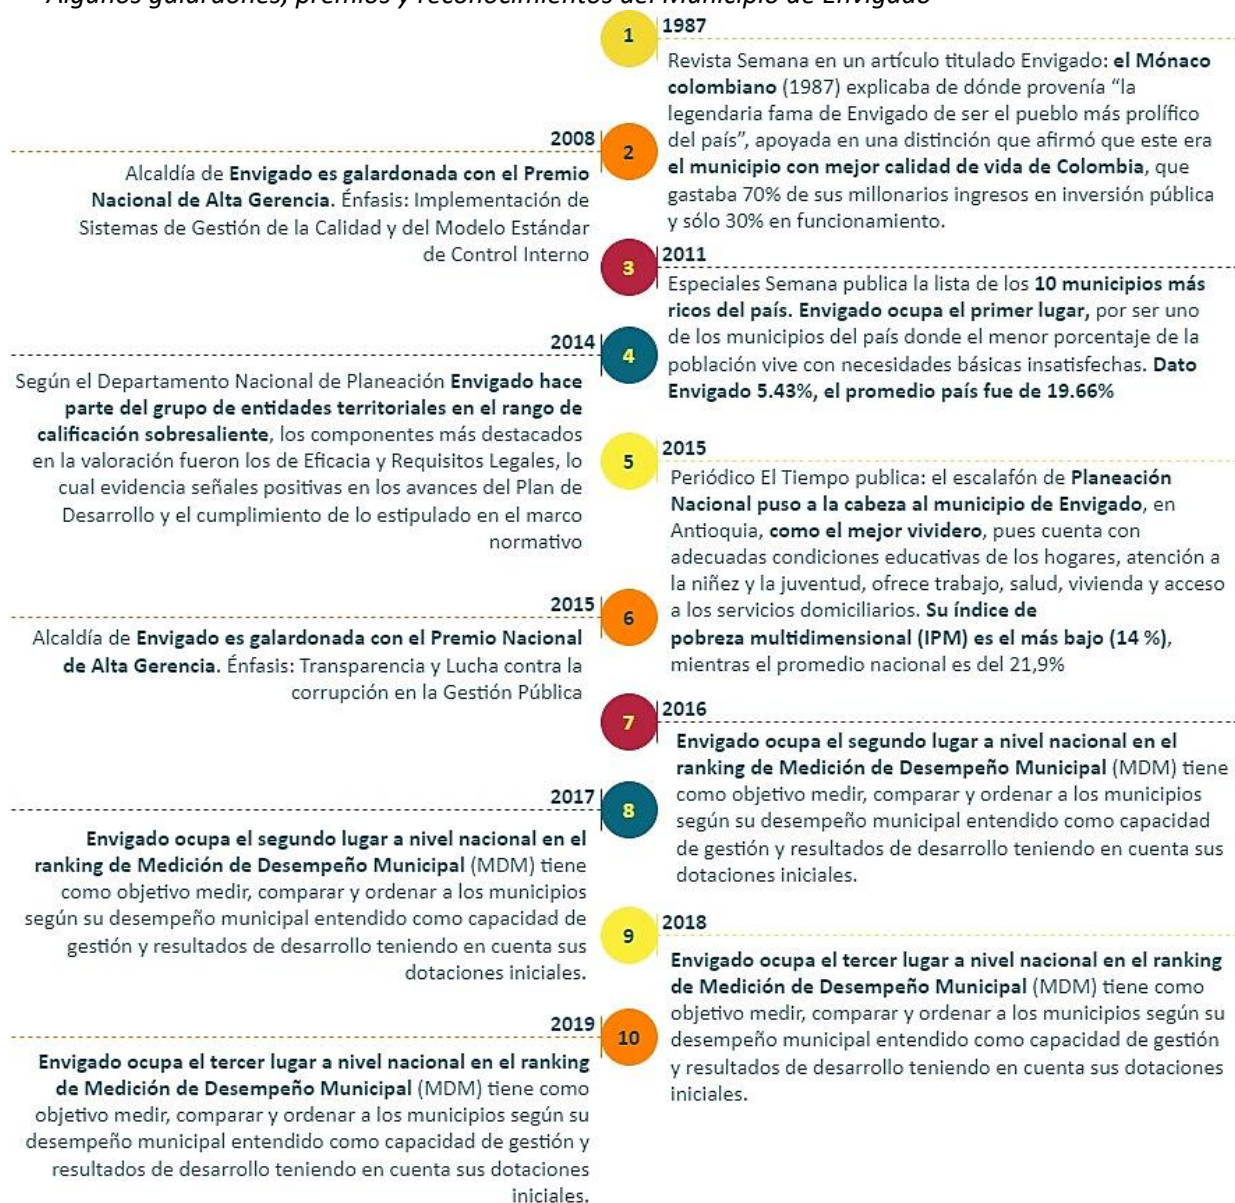 Algunos galardones, premios y reconocimientos del Municipio de Envigado
1
1987
Revista Semana en un artículo titulado Envigado: el Mónaco
colombiano (1987) explicaba de dónde provenía “la
legendaria fama de Envigado de ser el pueblo más prolífico
del país”, apoyada en una distinción que afirmó que este era
el municipio con mejor calidad de vida de Colombia, que
gastaba 70% de sus millonarios ingresos en inversión pública
y sólo 30% en funcionamiento.
2008
2
Alcaldía de Envigado es galardonada con el Premio
Nacional de Alta Gerencia. Énfasis: Implementación de
Sistemas de Gestión de la Calidad y del Modelo Estándar
de Control Interno
3
2011
Especiales Semana publica la lista de los 10 municipios más
ricos del país. Envigado ocupa el primer lugar, por ser uno
de los municipios del país donde el menor porcentaje de la
población vive con necesidades básicas insatisfechas. Dato
Envigado 5.43%, el promedio país fue de 19.66%
2014
4
Según el Departamento Nacional de Planeación Envigado hace
parte del grupo de entidades territoriales en el rango de
calificación sobresaliente, los componentes más destacados
en la valoración fueron los de Eficacia y Requisitos Legales, lo
cual evidencia señales positivas en los avances del Plan de
Desarrollo y el cumplimiento de lo estipulado en el marco
normativo
5
2015
Periódico El Tiempo publica: el escalafón de Planeación
Nacional puso a la cabeza al municipio de Envigado, en
Antioquia, como el mejor vividero, pues cuenta con
adecuadas condiciones educativas de los hogares, atención a
la niñez y la juventud, ofrece trabajo, salud, vivienda y acceso
a los servicios domiciliarios. Su índice de
pobreza multidimensional (IPM) es el más bajo (14 %),
mientras el promedio nacional es del 21,9%
2015
6
Alcaldía de Envigado es galardonada con el Premio Nacional
de Alta Gerencia. Énfasis: Transparencia y Lucha contra la
corrupción en la Gestión Pública
7
2016
Envigado ocupa el segundo lugar a nivel nacional en el
ranking de Medición de Desempeño Municipal (MDM) tiene
como objetivo medir, comparar y ordenar a los municipios
según su desempeño municipal entendido como capacidad
de gestión y resultados de desarrollo teniendo en cuenta sus
dotaciones iniciales.
2017
8
Envigado ocupa el segundo lugar a nivel nacional en el
ranking de Medición de Desempeño Municipal (MDM) tiene
como objetivo medir, comparar y ordenar a los municipios
según su desempeño municipal entendido como capacidad de
gestión y resultados de desarrollo teniendo en cuenta sus
dotaciones iniciales.
9
2018
Envigado ocupa el tercer lugar a nivel nacional en el ranking
de Medición de Desempeño Municipal (MDM) tiene como
objetivo medir, comparar y ordenar a los municipios según su
desempeño municipal entendido como capacidad de gestión
y resultados de desarrollo teniendo en cuenta sus dotaciones
iniciales.
2019
10
Envigado ocupa el tercer lugar a nivel nacional en el ranking
de Medición de Desempeño Municipal (MDM) tiene como
objetivo medir, comparar y ordenar a los municipios según su
desempeño municipal entendido como capacidad de gestión y
resultados de desarrollo teniendo en cuenta sus dotaciones
iniciales.